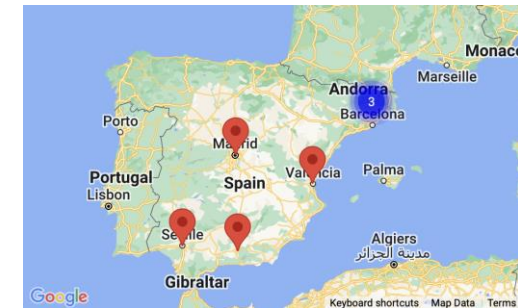 Monaco
Marseille
Andorra
3
Barcelona
Porto
Madrid
Valencia
Palma
Portugal
Spain
Lisbon
Seville
Algiers
مدينة الجزائر
Gibraltar
Google
Keyboard shortcuts Map Data Terms